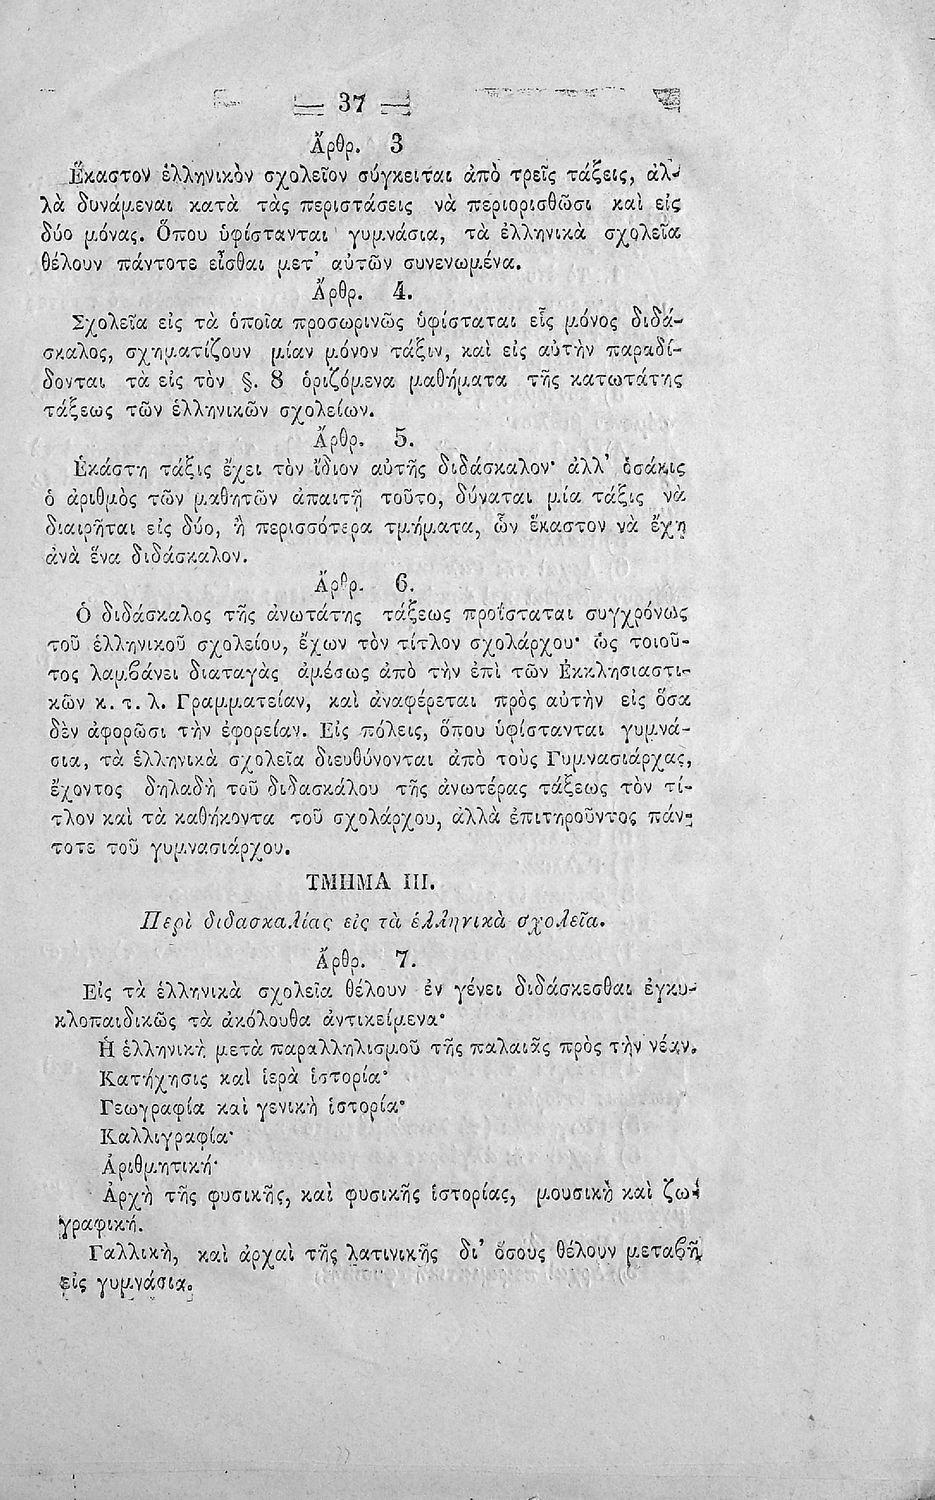 37
Ἄρθρ. 3
Ἕκαστον ἑλληνικὸν σχολεῖον σύγκειται ἀπὸ τρεῖς τάξεις, ἀλ-
λὰ δυνάμεναι κατὰ τὰς περιστάσεις νὰ περιορισθῶσι καὶ εἰς
δύο μόνας. Ὅπου ὑφίστανται γυμνάσια, τὰ ἑλληνικὰ σχολεῖα
θέλουν πάντοτε εἶσθαι μετ’ αὐτῶν συνενωμένα.
Ἄρθρ. 4.
Σχολεῖα εἰς τὰ ὁποῖα προσωρινῶς ὑφίσταται εἷς μόνος διδά-
σκαλος, σχηματίζουν μίαν μόνον τάξιν, καὶ εἰς αὐτὴν παραδί-
δονται τὰ εἰς τὸν §. 8 ὁριζόμενα μαθήματα τῆς κατωτάτης
τάξεως τῶν ἑλληνικῶν σχολείων.
Ἄρθρ. 5.
Ἑκάστη τάξις ἔχει τὸν ἴδιον αὐτῆς διδάσκαλον· ἀλλ’ ὁσάκις
ὁ ἀριθμὸς τῶν μαθητῶν ἀπαιτῇ τοῦτο, δύναται μία τάξις νὰ
διαιρῆται εἰς δύο, ἢ περισσότερα τμήματα, ὧν ἕκαστον νὰ ἔχῃ
ἀνὰ ἕνα διδάσκαλον.
Ἄρθρ. 6.
Ὁ διδάσκαλος τῆς ἀνωτάτης τάξεως προΐσταται συγχρόνως
τοῦ ἑλληνικοῦ σχολείου, ἔχων τὸν τίτλον σχολάρχου· ὡς τοιοῦ-
τος λαμβάνει διαταγὰς ἀμέσως ἀπὸ τὴν ἐπὶ τῶν Ἐκκλησιαστι-
κῶν κ. τ. λ. Γραμματείαν, καὶ ἀναφέρεται πρὸς αὐτὴν εἰς ὅσα
δὲν ἀφορῶσι τὴν ἐφορείαν. Εἰς πόλεις, ὅπου ὑφίστανται γυμνά-
σια, τὰ ἑλληνικὰ σχολεῖα διευθύνονται ἀπὸ τοὺς Γυμνασιάρχας,
ἔχοντος δηλαδὴ τοῦ διδασκάλου τῆς ἀνωτέρας τάξεως τὸν τί-
τλον καὶ τὰ καθήκοντα τοῦ σχολάρχου, ἀλλὰ ἐπιτηροῦντος πάν-
τοτε τοῦ γυμνασιάρχου.
ΤΜΗΜΑ III.
Περὶ διδασκαλίας εἰς τὰ ἑλληνικὰ σχολεῖα.
Ἄρθρ. 7.
Εἰς τὰ ἑλληνικὰ σχολεῖα θέλουν ἐν γένει διδάσκεσθαι ἐγκυ-
κλοπαιδικῶς τὰ ἀκόλουθα ἀντικείμενα·
Ἡ ἑλληνικὴ μετὰ παραλληλισμοῦ τῆς παλαιᾶς πρὸς τὴν νέαν.
Κατήχησις καὶ ἱερὰ ἱστορία·
Γεωγραφία καὶ γενικὴ ἱστορία·
Καλλιγραφία·
Ἀριθμητική·
Ἀρχὴ τῆς φυσικῆς, καὶ φυσικῆς ἱστορίας, μουσικὴ καὶ ζω-
γραφική.
Γαλλικὴ, καὶ ἀρχαὶ τῆς λατινικῆς δι’ ὅσους θέλουν μεταβῆ
εἰς γυμνάσια.